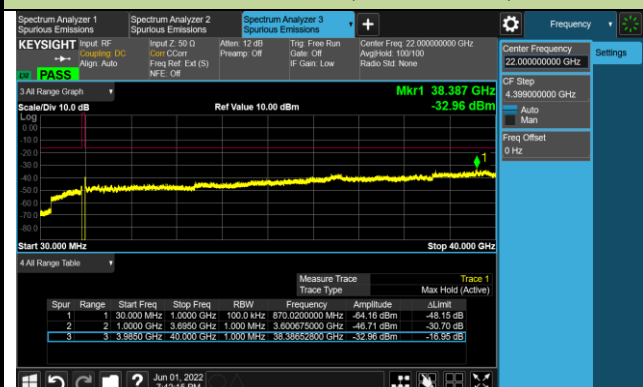 Spectrum Analyzer 1
Spurious Emissions
Spectrum Analyzer 2
Spurious Emissions
Spectrum Analyzer 3
Spurious Emissions
Frequency
KEYSIGHT
Input: RF
Coupling: DC
Align: Auto
Input Z: 50 Ω
Corr CCorr
Freq Ref: Ext (S)
NFE: Off
Atten: 12 dB
Preamp: Off
Trig: Free Run
Gate: Off
IF Gain: Low
Center Freq: 22.000000000 GHz
Avg|Hold: 100/100
Radio Std: None
PASS
Center Frequency
22.000000000 GHz
Settings
CF Step
4.399000000 GHz
Auto
Man
Freq Offset
0 Hz
3 All Range Graph
Mkr1 38.387 GHz
-32.96 dBm
Scale/Div 10.0 dB
Ref Value 10.00 dBm
Log
0.00
-10.0
-20.0
-30.0
-40.0
-50.0
-60.0
-70.0
-80.0
1
Start 30.000 MHz
Stop 40.000 GHz
4 All Range Table
Measure Trace Trace 1
Trace Type Max Hold (Active)
Spur Range Start Freq Stop Freq RBW Frequency Amplitude ΔLimit
1 1 30.000 MHz 1.0000 GHz 100.0 kHz 870.0200000 MHz -64.16 dBm -48.15 dB
2 2 1.0000 GHz 3.6950 GHz 1.000 MHz 3.600675000 GHz -46.71 dBm -30.70 dB
3 3 3.9850 GHz 40.000 GHz 1.000 MHz 38.38652800 GHz -32.96 dBm -16.95 dB
Jun 01, 2022